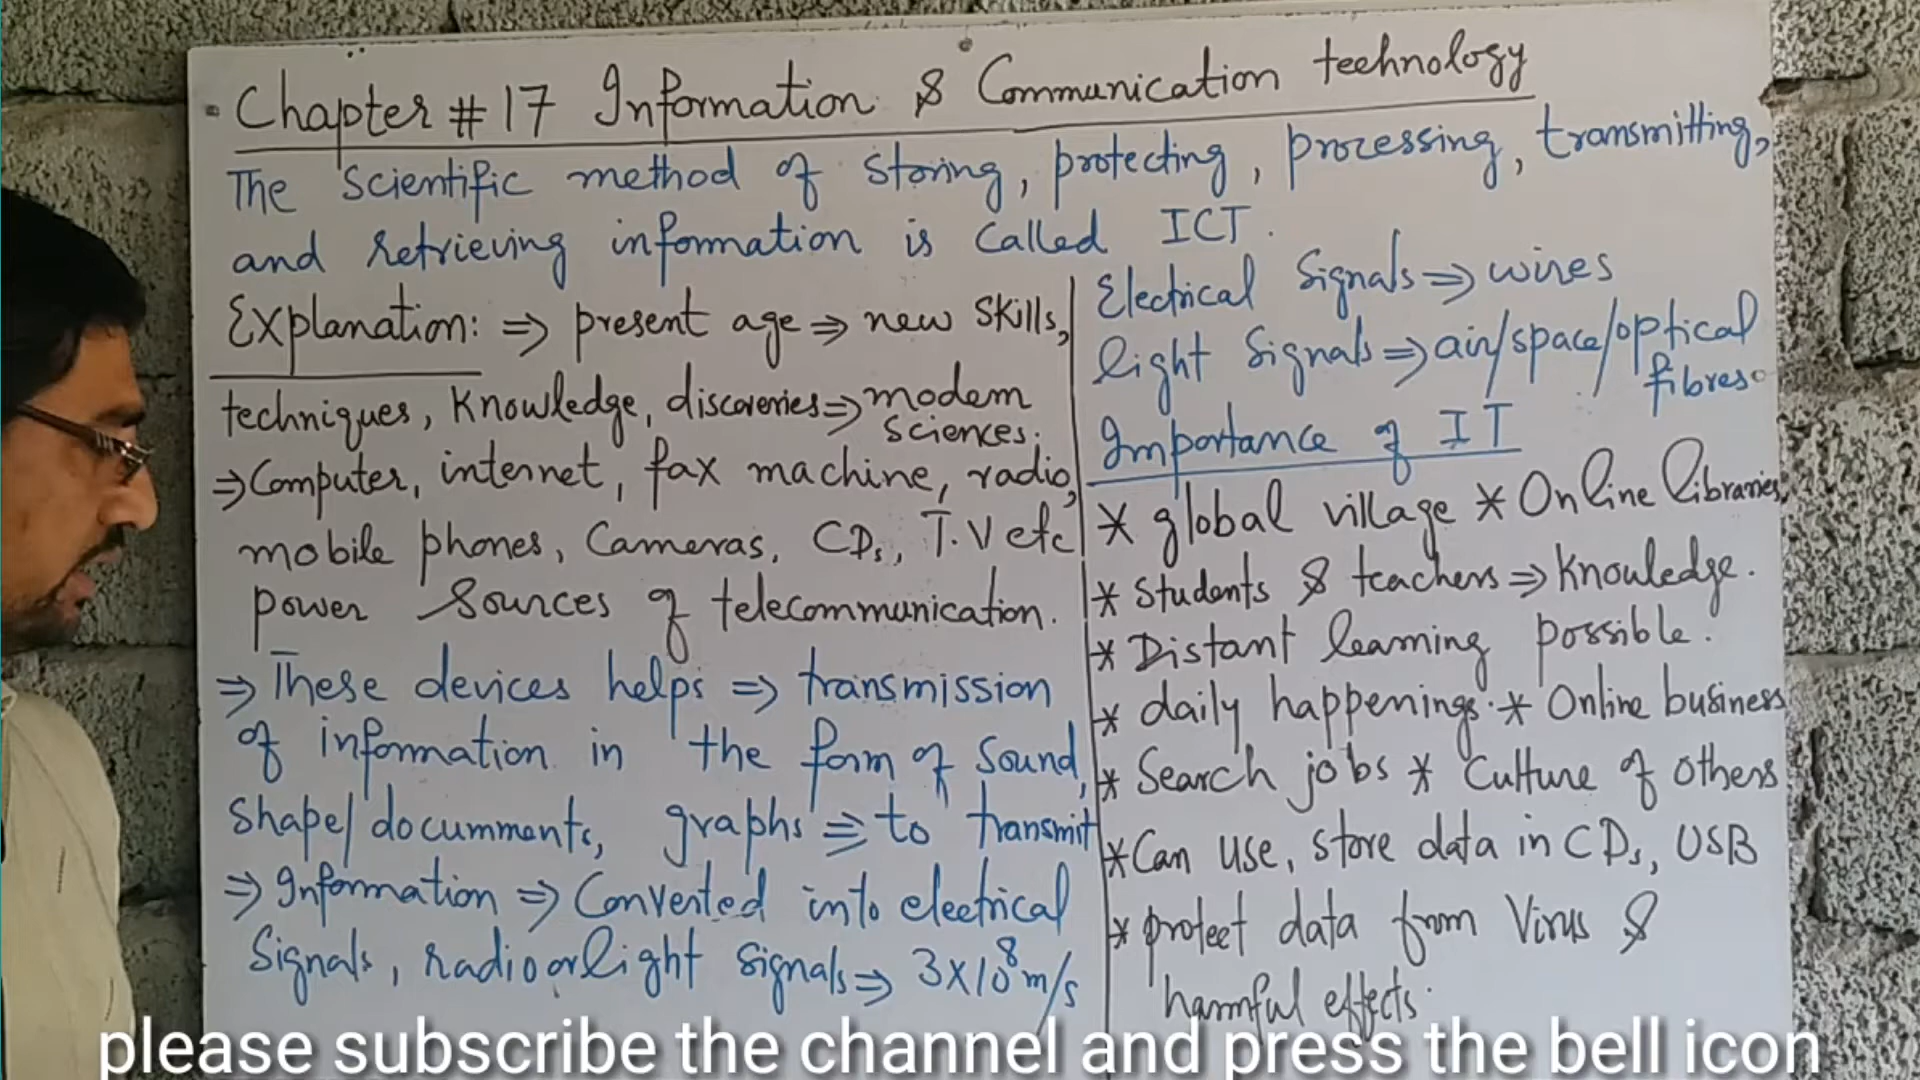 Chapter # 17 Information & Communication technology
The Scientific method of Storing, protecting, processing, transmitting,
and retrieving information is Called ICT.
Explanation: ⇒ present age ⇒ new Skills,
techniques, Knowledge, discoveries ⇒ modern
Sciences.
⇒ Computer, internet, fax machine, radio,
mobile phones, Cameras, CDs, T.V etc
power Sources of telecommunication.
⇒ These devices helps ⇒ transmission
of information in the form of Sound,
Shape/documments, graphs ⇒ to transmit
⇒ Information ⇒ Converted into electrical
Signals, radio or light Signals ⇒ 3×10⁸ m/s
Electrical Signals ⇒ wires
light Signals ⇒ air/space/optical
fibres.
Importance of IT
* global village * Online libraries,
* Students & teachers ⇒ Knowledge.
* Distant learning possible.
* daily happenings. * Online business
* Search jobs * Culture of others
* Can use, store data in CDs, USB
* protect data from Virus &
harmful effects.
please subscribe the channel and press the bell icon